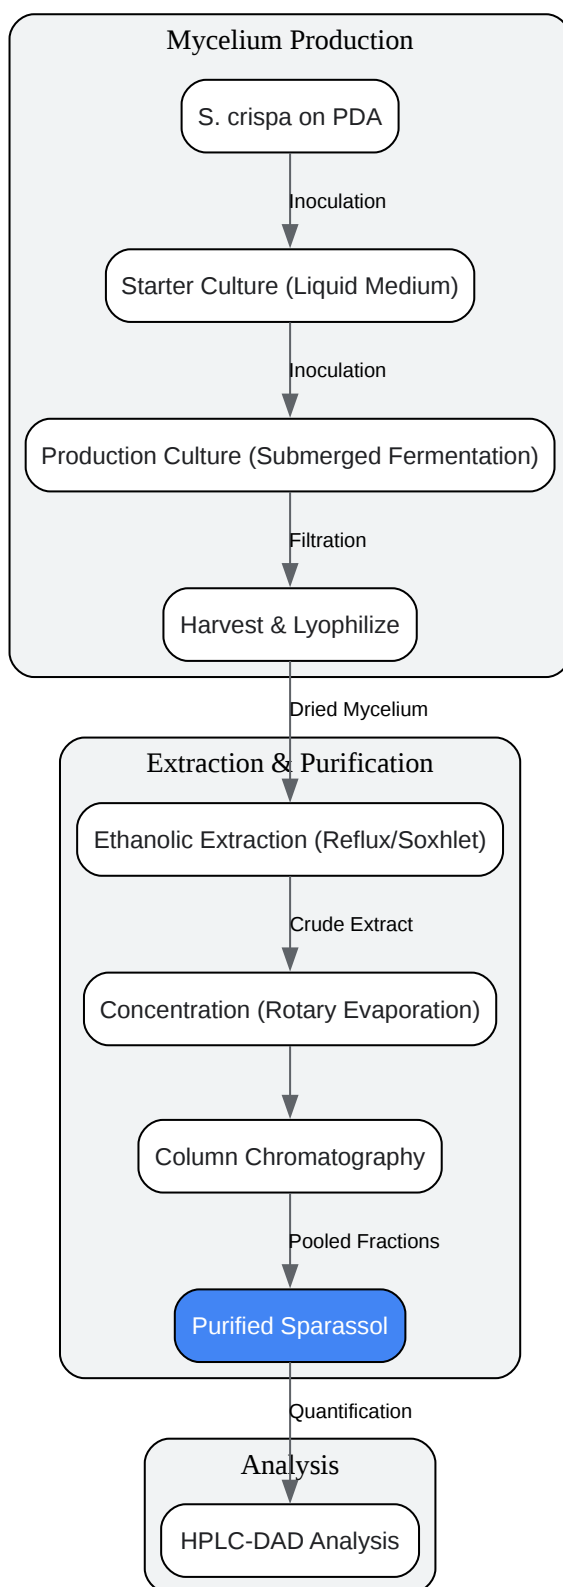 Mycelium Production
S. crispa on PDA
Inoculation
Starter Culture (Liquid Medium)
Inoculation
Production Culture (Submerged Fermentation)
Filtration
Harvest & Lyophilize
Dried Mycelium
Extraction & Purification
Ethanolic Extraction (Reflux/Soxhlet)
Crude Extract
Concentration (Rotary Evaporation)
Column Chromatography
Pooled Fractions
Purified Sparassol
Quantification
Analysis
HPLC-DAD Analysis